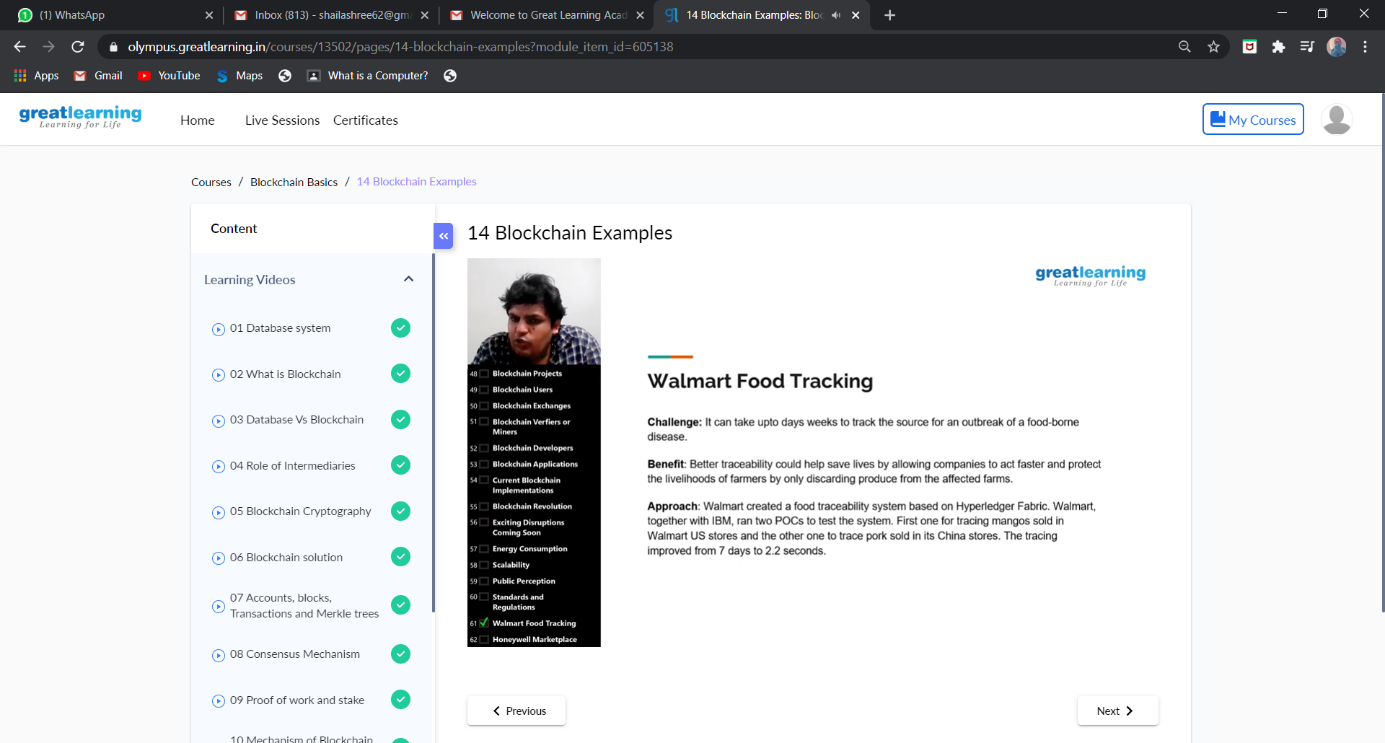 (1) WhatsApp
Inbox (813) - shailashree62@gm
Welcome to Great Learning Acad
14 Blockchain Examples: Bloc
olympus.greatlearning.in/courses/13502/pages/14-blockchain-examples?module_item_id=605138
Apps
Gmail
YouTube
Maps
What is a Computer?
greatlearning
Learning for Life
Home
Live Sessions
Certificates
My Courses
Courses / Blockchain Basics / 14 Blockchain Examples
Content
Learning Videos
01 Database system
02 What is Blockchain
03 Database Vs Blockchain
04 Role of Intermediaries
05 Blockchain Cryptography
06 Blockchain solution
07 Accounts, blocks,
Transactions and Merkle trees
08 Consensus Mechanism
09 Proof of work and stake
10 Mechanism of Blockchain
14 Blockchain Examples
48 Blockchain Projects
49 Blockchain Users
50 Blockchain Exchanges
51 Blockchain Verfiers or
Miners
52 Blockchain Developers
53 Blockchain Applications
54 Current Blockchain
Implementations
55 Blockchain Revolution
56 Exciting Disruptions
Coming Soon
57 Energy Consumption
58 Scalability
59 Public Perception
60 Standards and
Regulations
61 Walmart Food Tracking
62 Honeywell Marketplace
greatlearning
Learning for Life
Walmart Food Tracking
Challenge: It can take upto days weeks to track the source for an outbreak of a food-borne
disease.
Benefit: Better traceability could help save lives by allowing companies to act faster and protect
the livelihoods of farmers by only discarding produce from the affected farms.
Approach: Walmart created a food traceability system based on Hyperledger Fabric. Walmart,
together with IBM, ran two POCs to test the system. First one for tracing mangos sold in
Walmart US stores and the other one to trace pork sold in its China stores. The tracing
improved from 7 days to 2.2 seconds.
Previous
Next